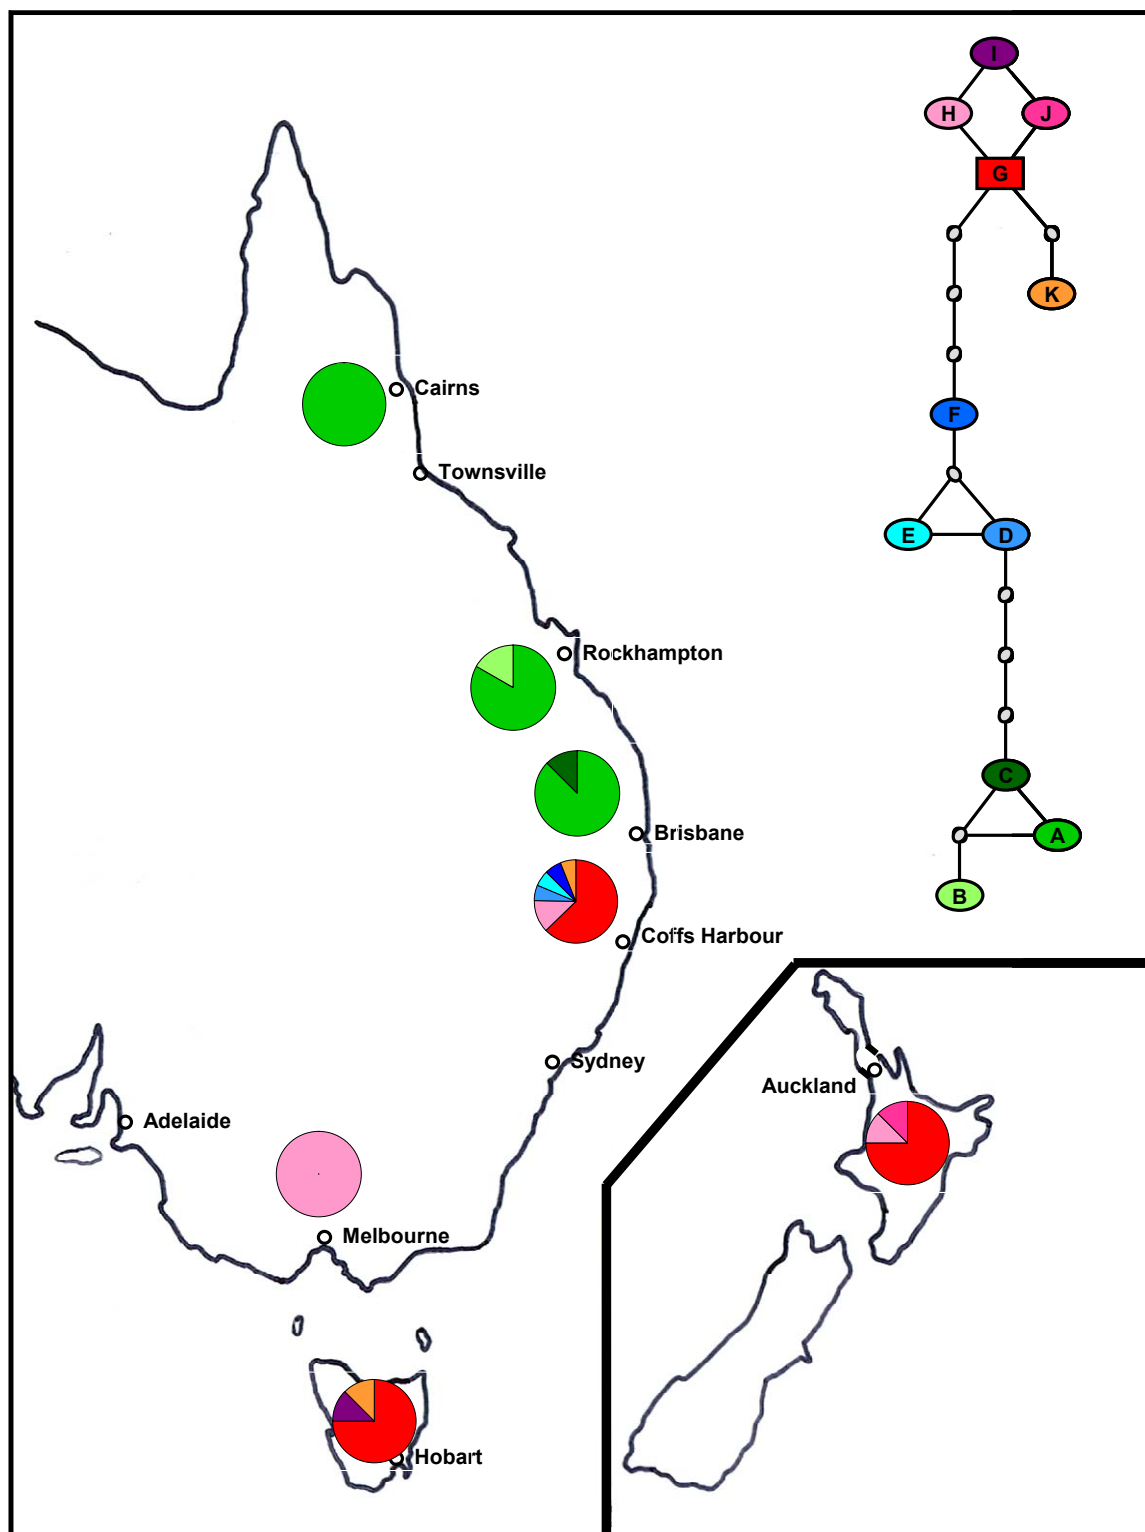 I
H
J
G
K
Cairns
F
Townsville
E
D
Rockhampton
C
Brisbane
A
B
Coffs Harbour
Sydney
Auckland
Adelaide
Melbourne
Hobart